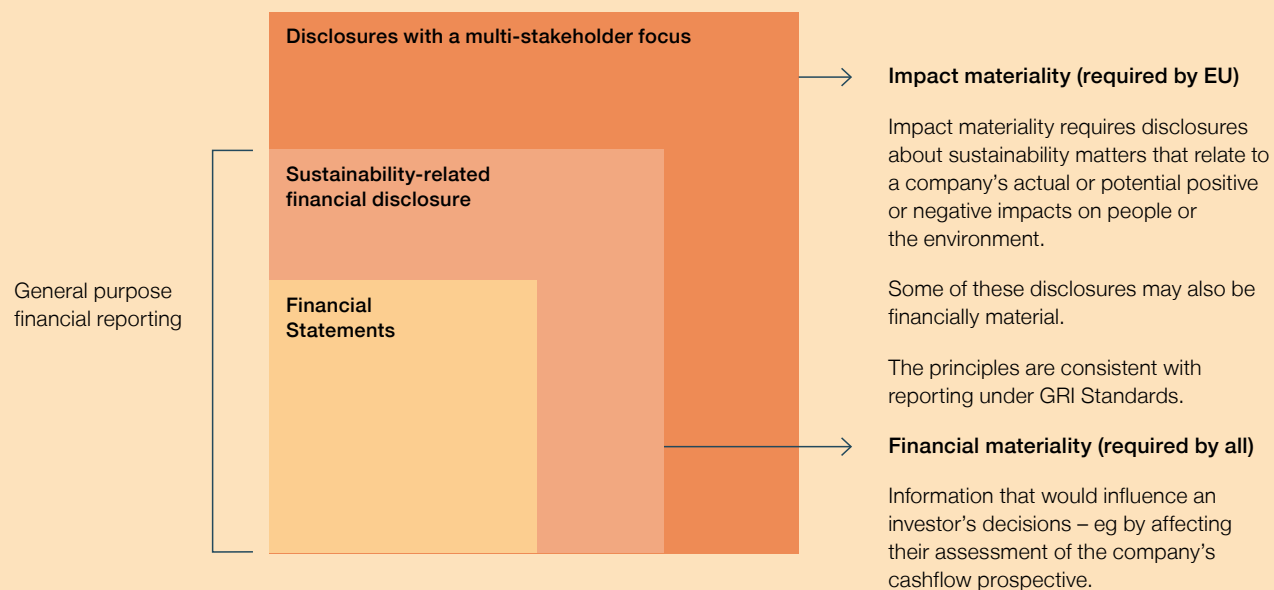 Disclosures with a multi-stakeholder focus
Sustainability-related
financial disclosure
Financial
Statements
General purpose
financial reporting
Impact materiality (required by EU)
Impact materiality requires disclosures
about sustainability matters that relate to
a company’s actual or potential positive
or negative impacts on people or
the environment.
Some of these disclosures may also be
financially material.
The principles are consistent with
reporting under GRI Standards.
Financial materiality (required by all)
Information that would influence an
investor’s decisions – eg by affecting
their assessment of the company’s
cashflow prospective.